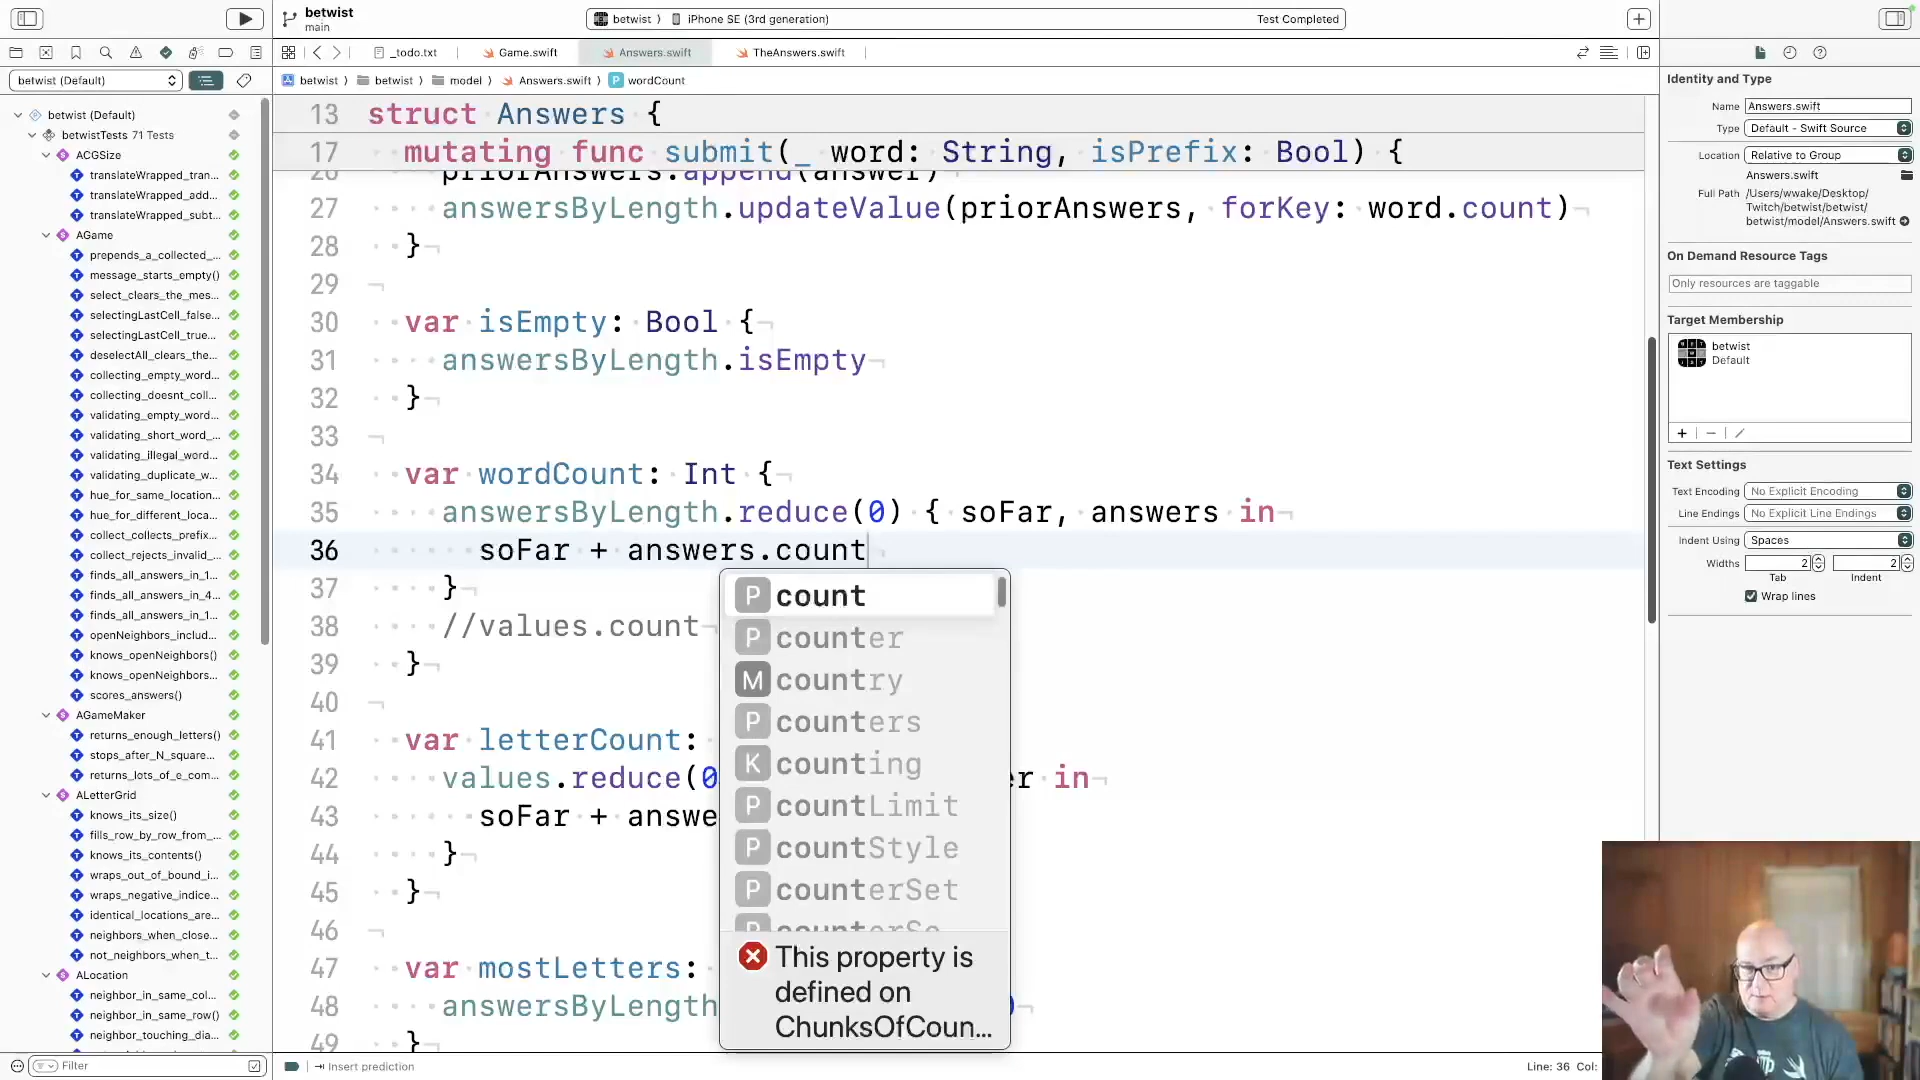 betwist
main
betwist
iPhone SE (3rd generation)
Test Completed
_todo.txt
Game.swift
Answers.swift
TheAnswers.swift
betwist (Default)
betwist
betwist
model
Answers.swift
wordCount
betwist (Default)
betwistTests 71 Tests
ACGSize
translateWrapped_tran...
translateWrapped_add...
translateWrapped_subt...
AGame
prepends_a_collected_...
message_starts_empty()
select_clears_the_mes...
selectingLastCell_false...
selectingLastCell_true...
deselectAll_clears_the...
collecting_empty_word...
collecting_doesnt_coll...
validating_empty_word...
validating_short_word_...
validating_illegal_word...
validating_duplicate_w...
hue_for_same_location...
hue_for_different_loca...
collect_collects_prefix...
collect_rejects_invalid_...
finds_all_answers_in_1...
finds_all_answers_in_4...
finds_all_answers_in_1...
openNeighbors_includ...
knows_openNeighbors()
knows_openNeighbors...
scores_answers()
AGameMaker
returns_enough_letters()
stops_after_N_square...
returns_lots_of_e_com...
ALetterGrid
knows_its_size()
fills_row_by_row_from_...
knows_its_contents()
wraps_out_of_bound_i...
wraps_negative_indice...
identical_locations_are...
neighbors_when_close...
not_neighbors_when_t...
ALocation
neighbor_in_same_col...
neighbor_in_same_row()
neighbor_touching_dia...
Filter
13 struct Answers {
17 mutating func submit(_ word: String, isPrefix: Bool) {
26 priorAnswers.append(answer)
27 answersByLength.updateValue(priorAnswers, forKey: word.count)
28 }
29
30 var isEmpty: Bool {
31 answersByLength.isEmpty
32 }
33
34 var wordCount: Int {
35 answersByLength.reduce(0) { soFar, answers in
36 soFar + answers.count
37 }
38 //values.count
39 }
40
41 var letterCount:
42 values.reduce(0 er in
43 soFar + answe
44 }
45 }
46
47 var mostLetters:
48 answersByLength
49 }
P count
P counter
M country
P counters
K counting
P countLimit
P countStyle
P counterSet
This property is
defined on
ChunksOfCoun...
Insert prediction
Line: 36 Col:
Identity and Type
Name Answers.swift
Type Default - Swift Source
Location Relative to Group
Answers.swift
Full Path /Users/wwake/Desktop/
Twitch/betwist/betwist/
betwist/model/Answers.swift
On Demand Resource Tags
Only resources are taggable
Target Membership
betwist
Default
Text Settings
Text Encoding No Explicit Encoding
Line Endings No Explicit Line Endings
Indent Using Spaces
Widths 2 2
Tab Indent
Wrap lines